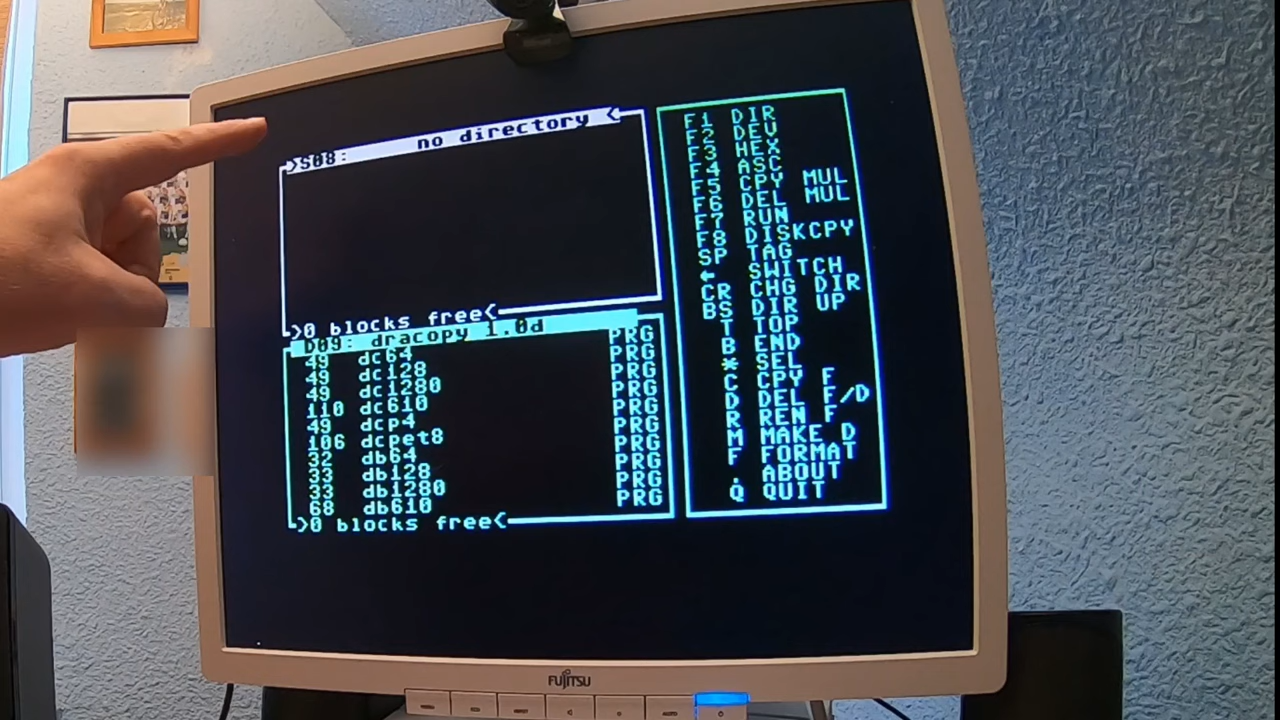 >S08: no directory <
>0 blocks free<
D09: dracopy 1.0d
49 dc64 PRG
49 dc128 PRG
49 dc1280 PRG
110 dc610 PRG
49 dcp4 PRG
106 dcpet8 PRG
32 db64 PRG
33 db128 PRG
33 db1280 PRG
68 db610 PRG
>0 blocks free<
F1 DIR
F2 DEV
F3 HEX
F4 ASC
F5 CPY MUL
F6 DEL MUL
F7 RUN
F8 DISKCPY
SP TAG
← SWITCH
CR CHG DIR
BS DIR UP
T TOP
B END
* SEL
C CPY F
D DEL F/D
R REN F
M MAKE D
F FORMAT
. ABOUT
Q QUIT
FUJITSU